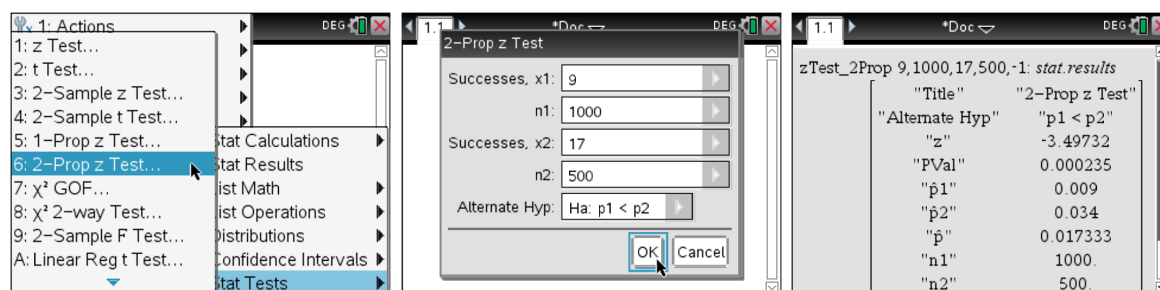 1: Actions
DEG
1: z Test...
2: t Test...
3: 2-Sample z Test...
4: 2-Sample t Test...
5: 1-Prop z Test...
6: 2-Prop z Test...
7: χ² GOF...
8: χ² 2-way Test...
9: 2-Sample F Test...
A: Linear Reg t Test...
Stat Calculations
Stat Results
List Math
List Operations
Distributions
Confidence Intervals
Stat Tests
1.1
*Doc
DEG
2-Prop z Test
Successes, x1: 9
n1: 1000
Successes, x2: 17
n2: 500
Alternate Hyp: Ha: p1 < p2
OK Cancel
1.1 *Doc DEG
zTest_2Prop 9,1000,17,500,-1: stat.results
"Title" "2-Prop z Test"
"Alternate Hyp" "p1 < p2"
"z" -3.49732
"PVal" 0.000235
"p̂1" 0.009
"p̂2" 0.034
"p̂" 0.017333
"n1" 1000.
"n2" 500.